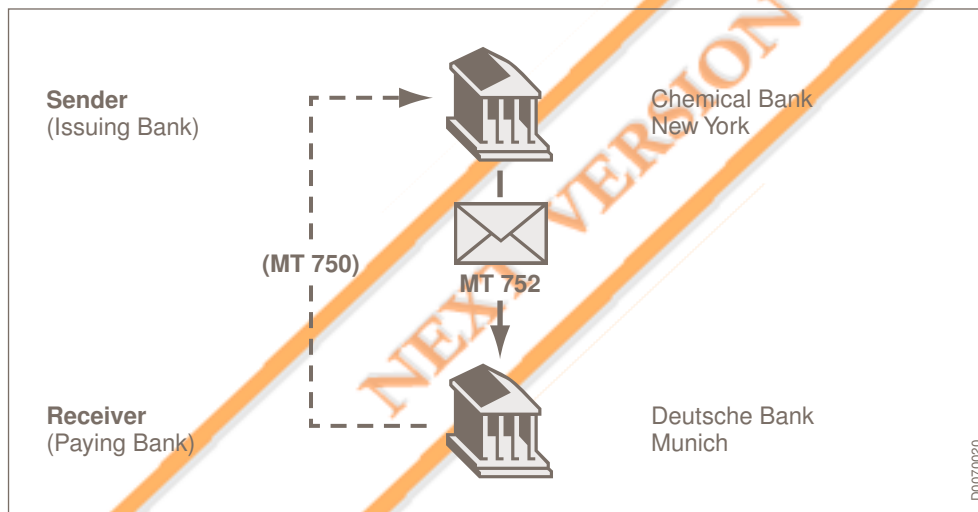 Sender
(Issuing Bank)
Chemical Bank
New York
(MT 750)
MT 752
Receiver
(Paying Bank)
Deutsche Bank
Munich
D0070020
NEXT VERSION